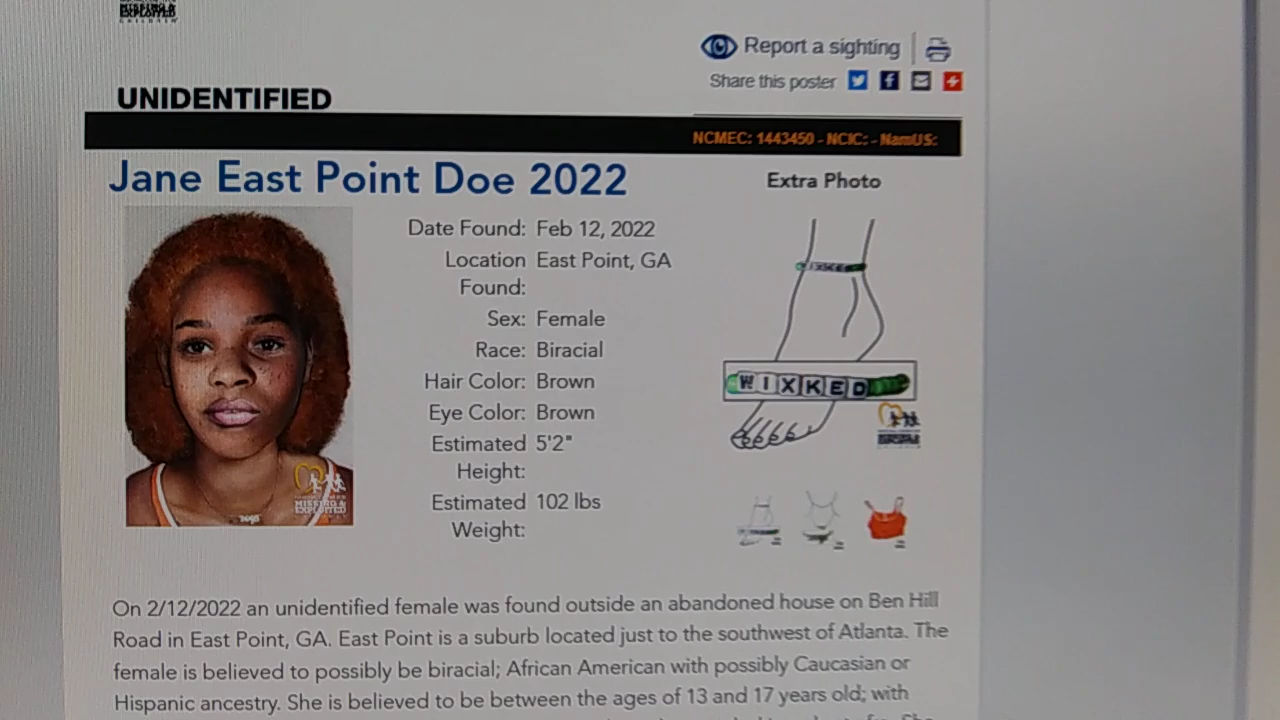 EXPLOITED
CHILDREN
Report a sighting
Share this poster
UNIDENTIFIED
NCMEC: 1443450 - NCIC: - NamUS:
Jane East Point Doe 2022
Extra Photo
Date Found: Feb 12, 2022
Location Found: East Point, GA
Sex: Female
Race: Biracial
Hair Color: Brown
Eye Color: Brown
Estimated Height: 5'2"
Estimated Weight: 102 lbs
WIXKED
MISSING &
EXPLOITED
On 2/12/2022 an unidentified female was found outside an abandoned house on Ben Hill
Road in East Point, GA. East Point is a suburb located just to the southwest of Atlanta. The
female is believed to possibly be biracial; African American with possibly Caucasian or
Hispanic ancestry. She is believed to be between the ages of 13 and 17 years old; with